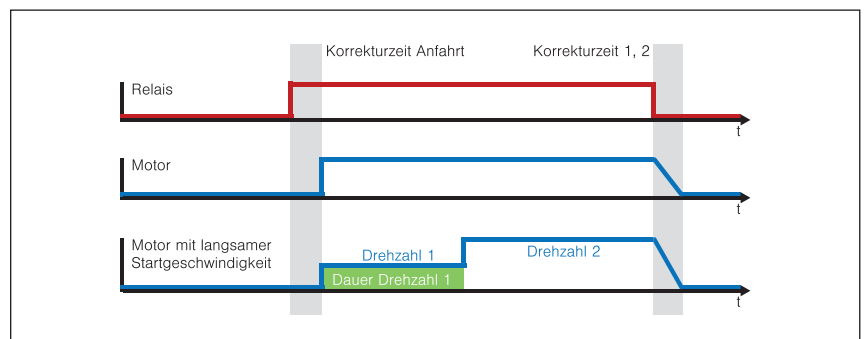 Korrekturzeit Anfahrt
Korrekturzeit 1, 2
Relais
t
Motor
t
Motor mit langsamer
Startgeschwindigkeit
Drehzahl 1
Drehzahl 2
Dauer Drehzahl 1
t